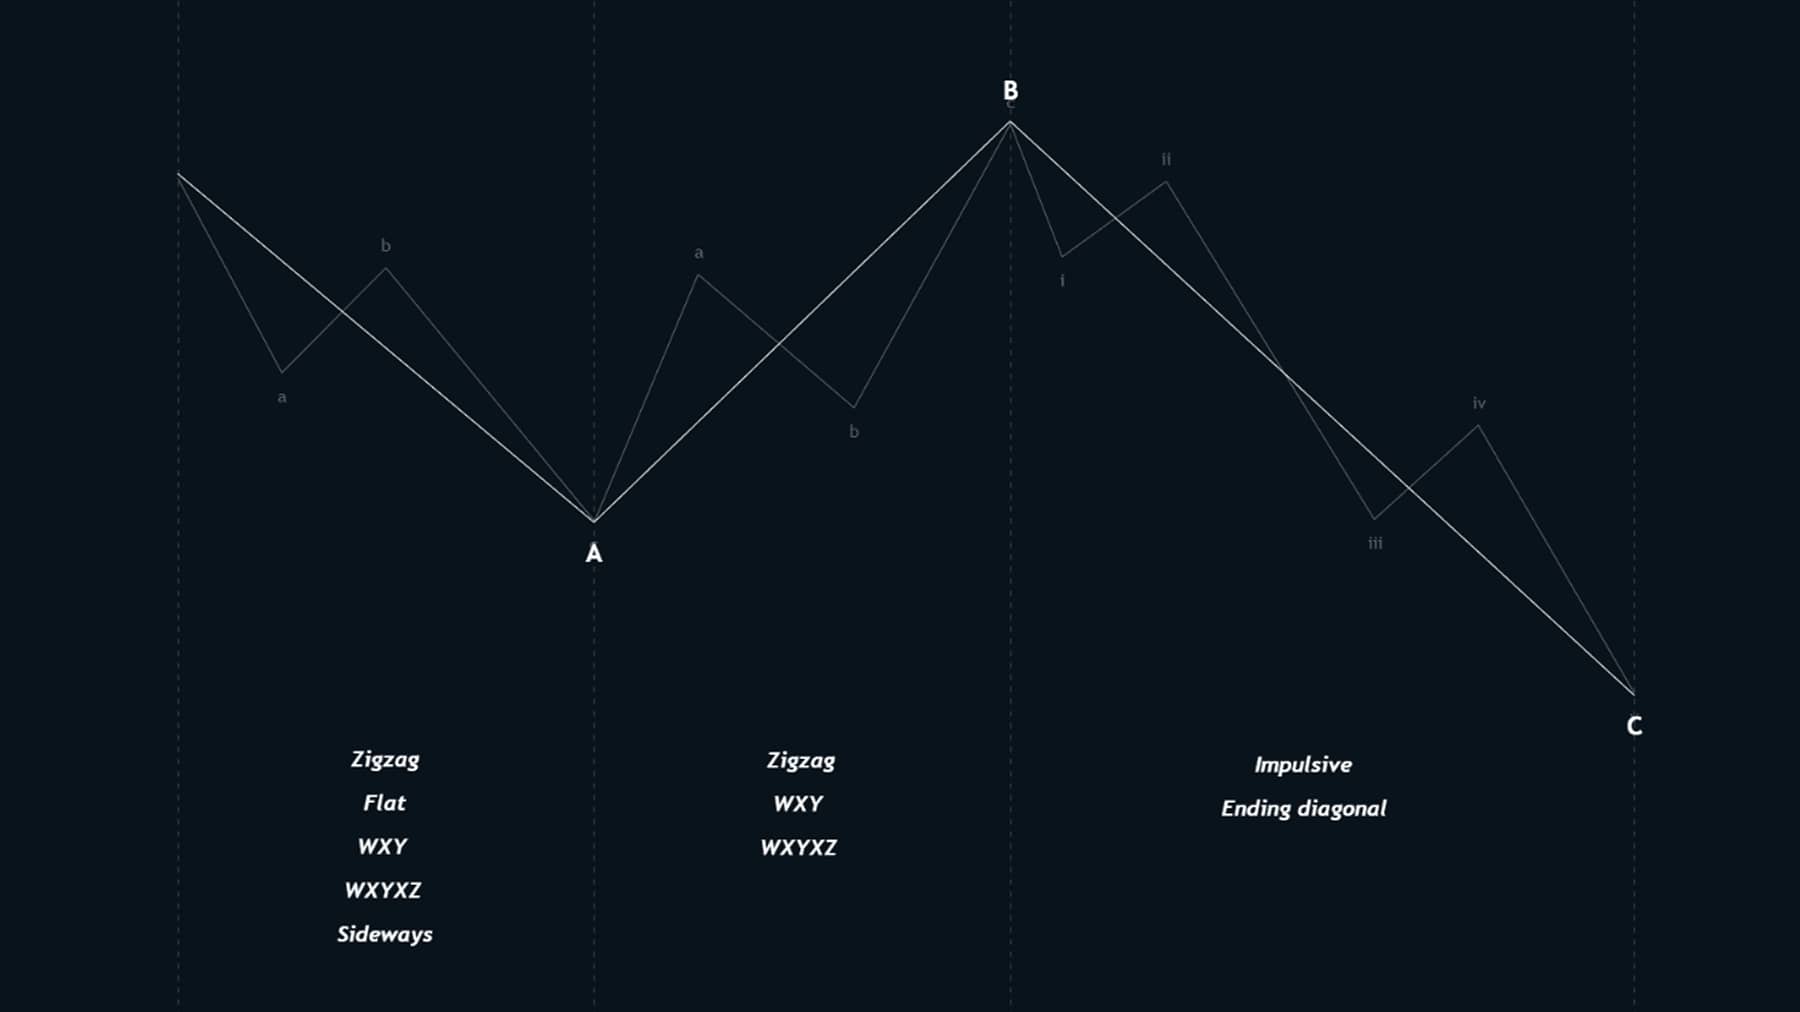 B
c
ii
b
a
i
a
iv
b
iii
A
C
Zigzag
Flat
WXY
WXYXZ
Sideways
Zigzag
WXY
WXYXZ
Impulsive
Ending diagonal